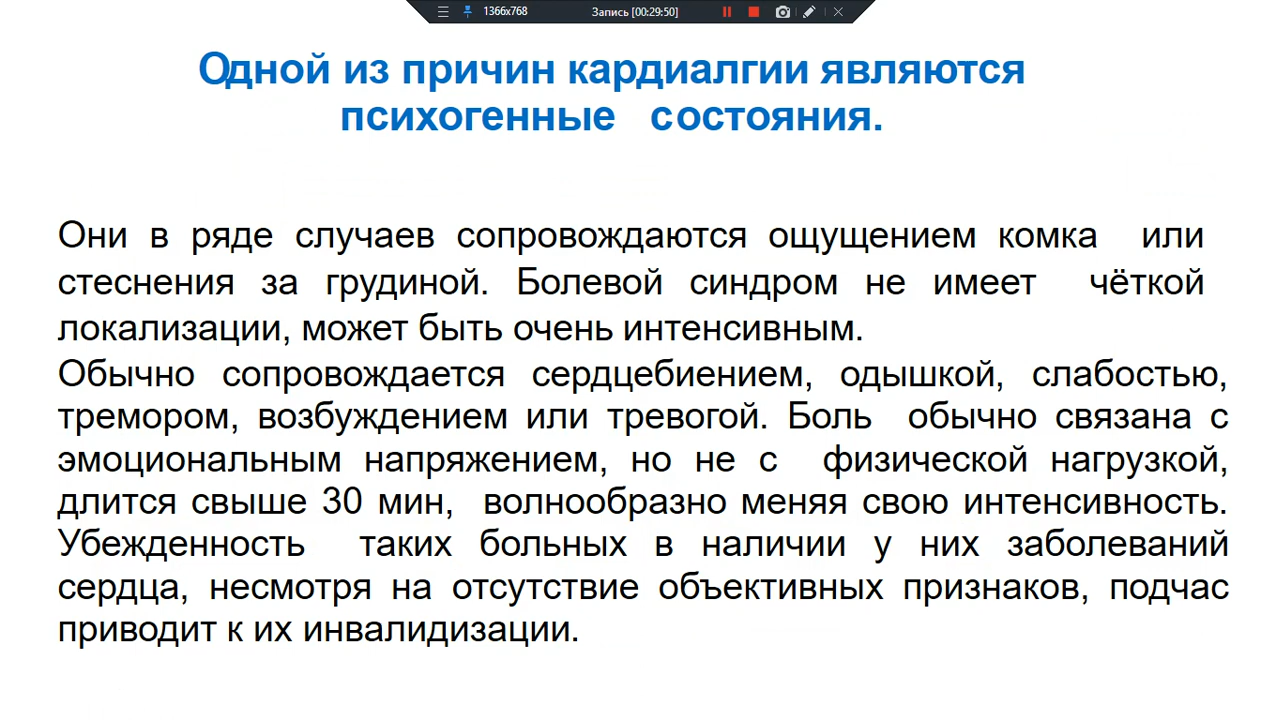 1366x768 Запись [00:29:50]
Одной из причин кардиалгии являются
психогенные состояния.
Они в ряде случаев сопровождаются ощущением комка или
стеснения за грудиной. Болевой синдром не имеет чёткой
локализации, может быть очень интенсивным.
Обычно сопровождается сердцебиением, одышкой, слабостью,
тремором, возбуждением или тревогой. Боль обычно связана с
эмоциональным напряжением, но не с физической нагрузкой,
длится свыше 30 мин, волнообразно меняя свою интенсивность.
Убежденность таких больных в наличии у них заболеваний
сердца, несмотря на отсутствие объективных признаков, подчас
приводит к их инвалидизации.